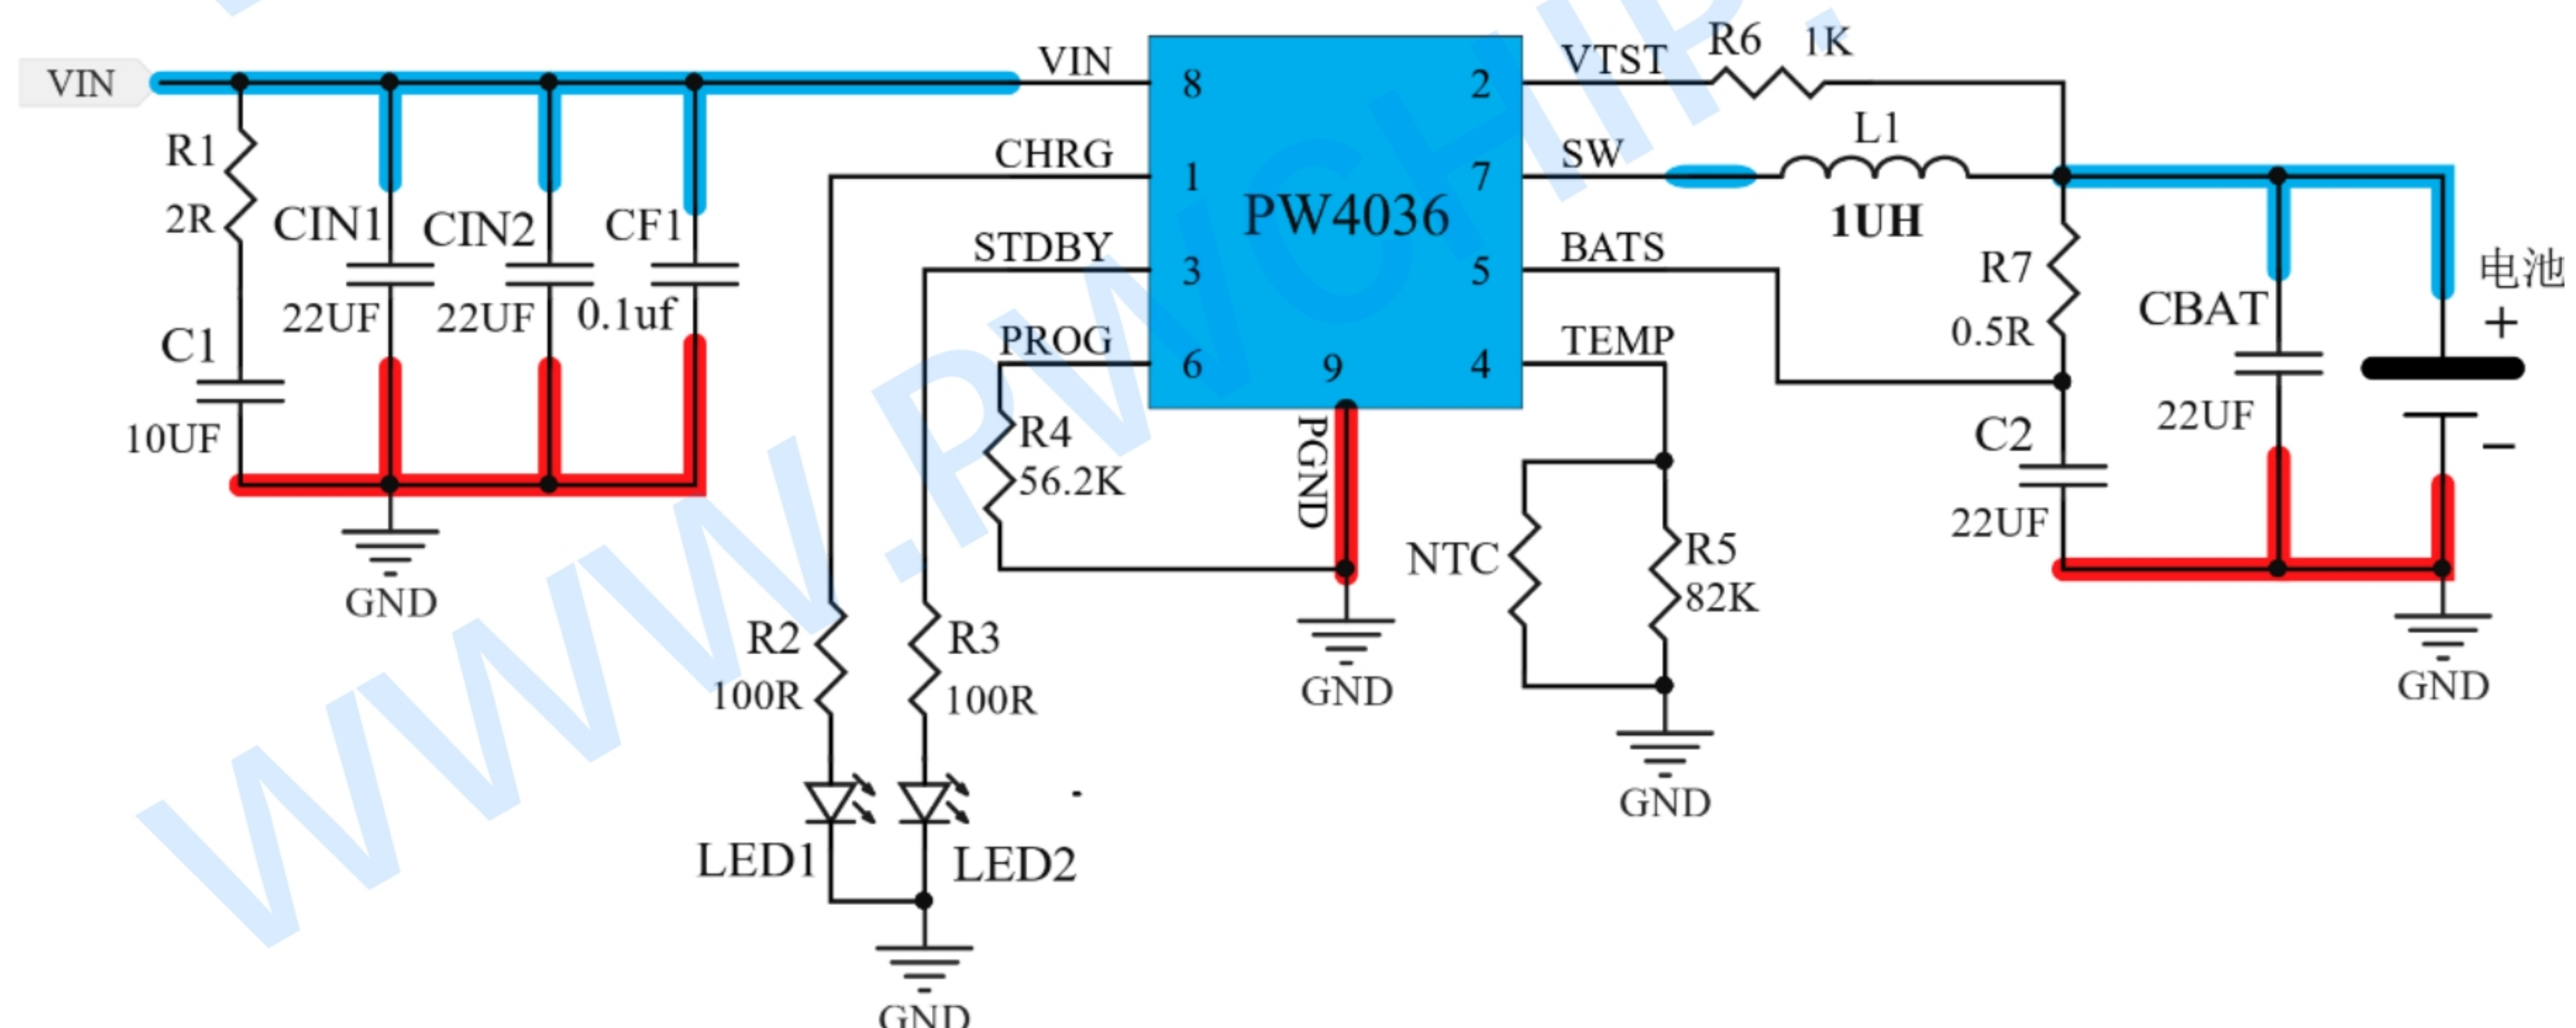 VIN
VIN
8
2
VTST
R6
1K
R1
2R
CHRG
1
7
SW
L1
1UH
PW4036
CIN1
22UF
CIN2
22UF
CF1
0.1uf
STDBY
3
5
BATS
R7
0.5R
电池
+
CBAT
22UF
−
C1
10UF
PROG
6
9
4
TEMP
R4
56.2K
PGND
C2
22UF
GND
NTC
R5
82K
R2
100R
R3
100R
GND
GND
GND
LED1
LED2
GND
WWW.PWCHIP.